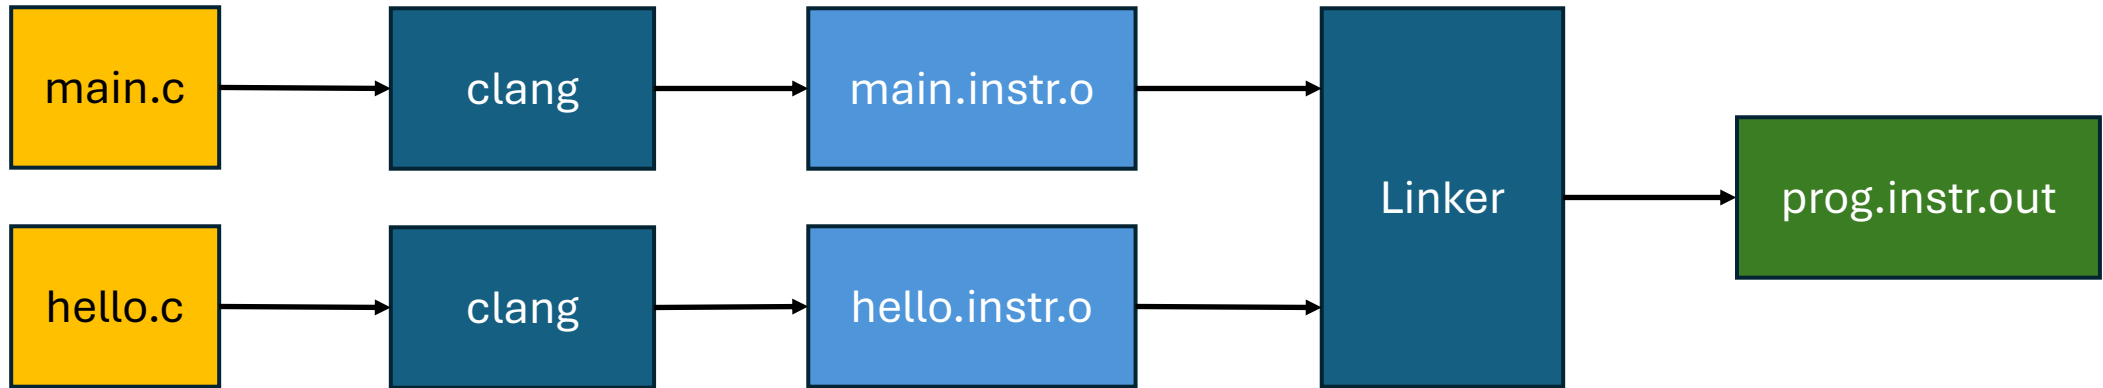 main.c
clang
main.instr.o
hello.c
clang
hello.instr.o
Linker
prog.instr.out